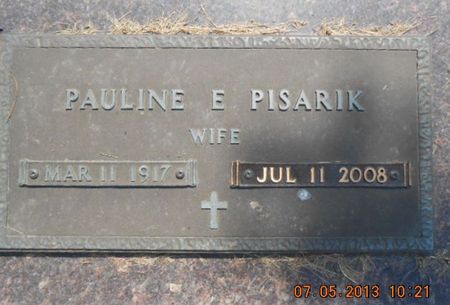 PAULINE E PISARIK
WIFE
MAR 11 1917 JUL 11 2008
07.05.2013 10:21